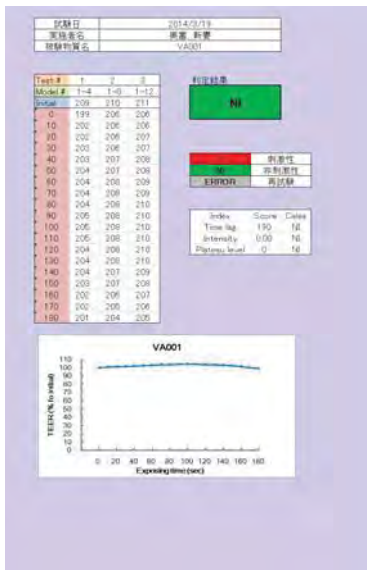 試験日 2014/3/19
実施者名
被験物質名 VA001
Test # 1 2 3
Model # 1-4 1-8 1-12
Initial 209 210 211
0 199 206 206
10 202 206 206
20 202 206 207
30 203 206 207
40 203 207 208
50 204 207 208
60 204 208 209
70 204 208 209
80 204 208 210
90 205 208 210
100 205 208 210
110 205 208 210
120 204 208 210
130 204 208 210
140 204 207 209
150 203 207 208
160 202 206 207
170 202 205 206
180 201 204 205
判定結果
NI
刺激性
NI 非刺激性
ERROR 再試験
Index Score Categ
Time lag 190 NI
Intensity 0.00 NI
Plateau level 0 NI
VA001
TEER (% to initial)
110
100
90
80
70
60
50
40
30
20
10
0
0 20 40 60 80 100 120 140 160 180
Exposing time (sec)